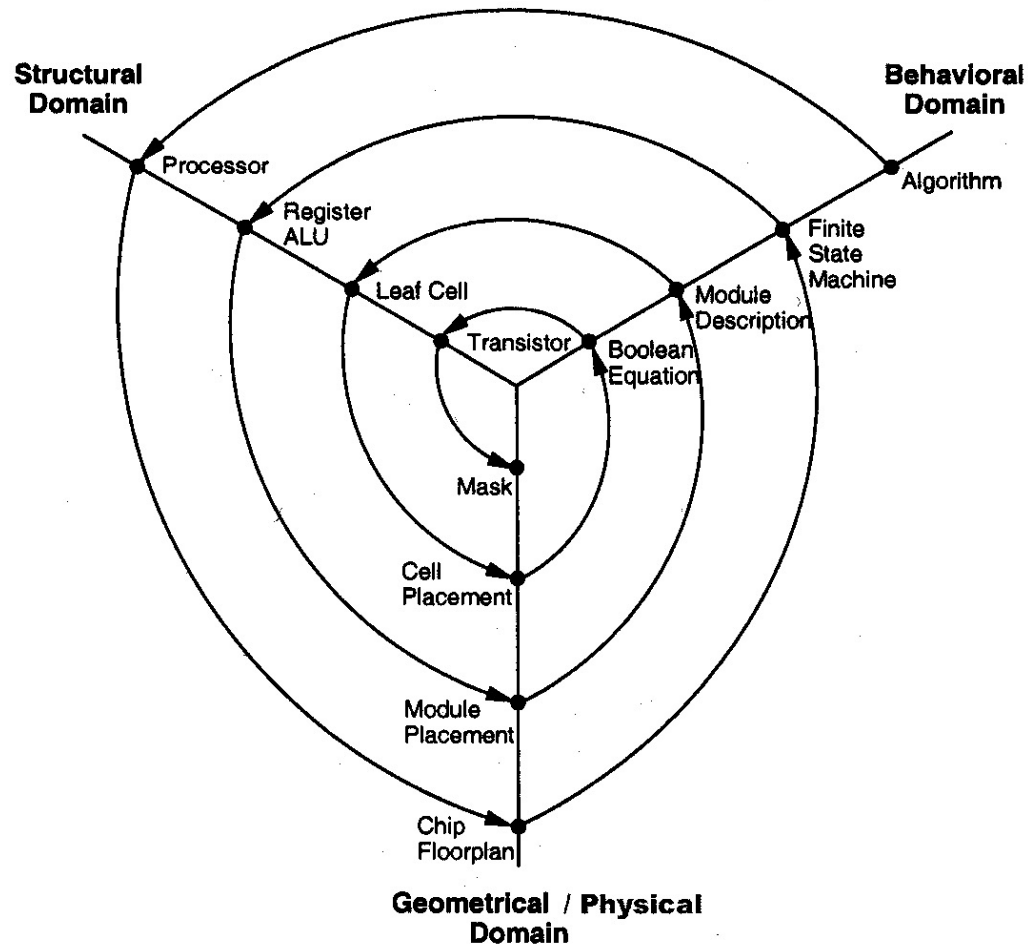 Structural
Domain
Behavioral
Domain
Processor
Algorithm
Register
ALU
Finite
State
Machine
Leaf Cell
Module
Description
Transistor
Boolean
Equation
Mask
Cell
Placement
Module
Placement
Chip
Floorplan
Geometrical / Physical
Domain